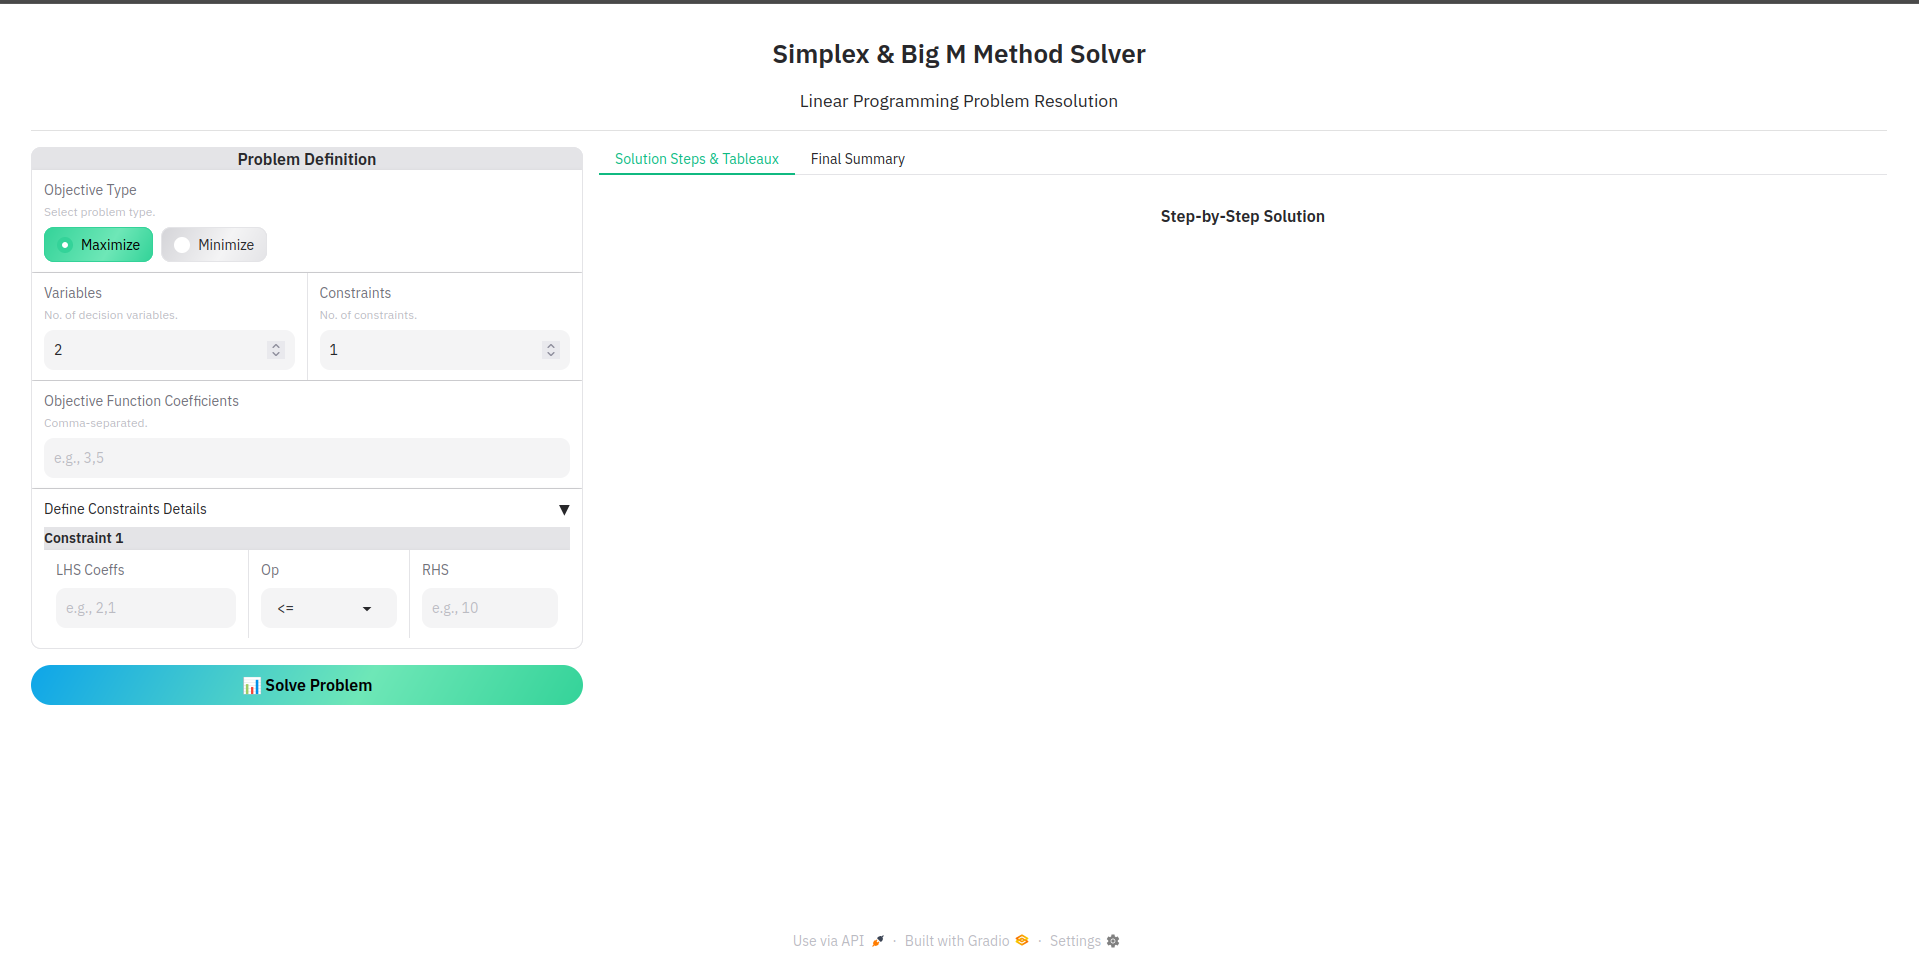 Simplex & Big M Method Solver
Linear Programming Problem Resolution
Problem Definition
Objective Type
Select problem type.
Maximize Minimize
Variables
No. of decision variables.
2
Constraints
No. of constraints.
1
Objective Function Coefficients
Comma-separated.
e.g., 3,5
Define Constraints Details ▼
Constraint 1
LHS Coeffs
e.g., 2,1
Op
<=
RHS
e.g., 10
Solve Problem
Solution Steps & Tableaux Final Summary
Step-by-Step Solution
Use via API · Built with Gradio · Settings